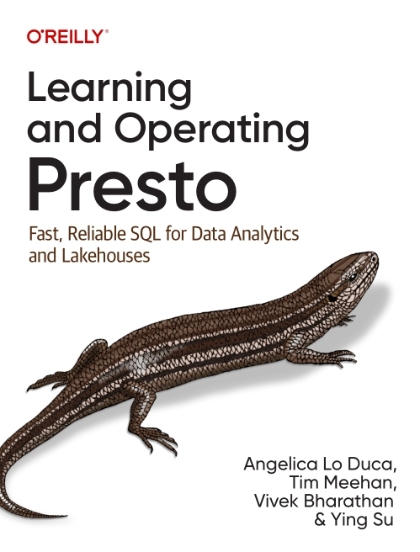 O'REILLY®
Learning
and Operating
Presto
Fast, Reliable SQL for Data Analytics
and Lakehouses
Angelica Lo Duca,
Tim Meehan,
Vivek Bharathan
& Ying Su